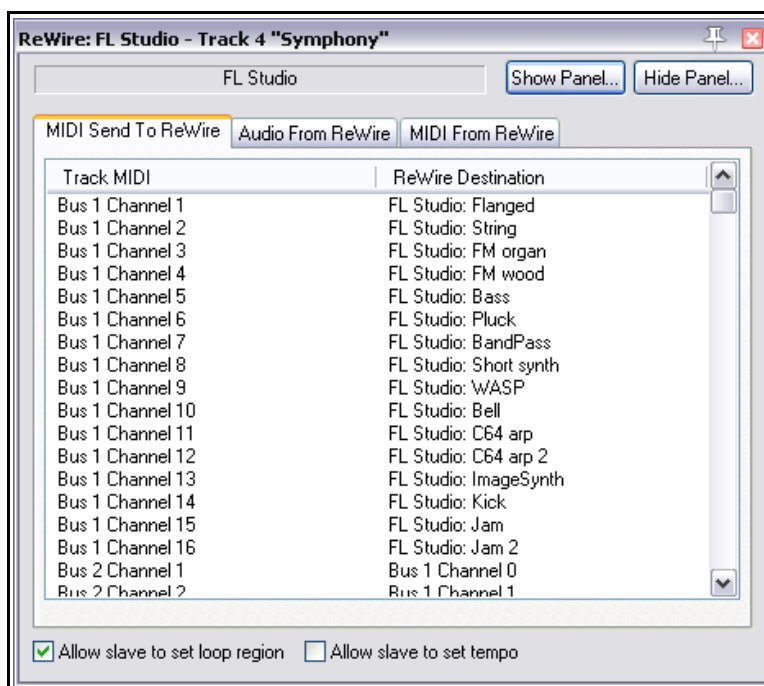 ReWire: FL Studio - Track 4 "Symphony"
FL Studio Show Panel... Hide Panel...
MIDI Send To ReWire Audio From ReWire MIDI From ReWire
Track MIDI ReWire Destination
Bus 1 Channel 1 FL Studio: Flanged
Bus 1 Channel 2 FL Studio: String
Bus 1 Channel 3 FL Studio: FM organ
Bus 1 Channel 4 FL Studio: FM wood
Bus 1 Channel 5 FL Studio: Bass
Bus 1 Channel 6 FL Studio: Pluck
Bus 1 Channel 7 FL Studio: BandPass
Bus 1 Channel 8 FL Studio: Short synth
Bus 1 Channel 9 FL Studio: WASP
Bus 1 Channel 10 FL Studio: Bell
Bus 1 Channel 11 FL Studio: C64 arp
Bus 1 Channel 12 FL Studio: C64 arp 2
Bus 1 Channel 13 FL Studio: ImageSynth
Bus 1 Channel 14 FL Studio: Kick
Bus 1 Channel 15 FL Studio: Jam
Bus 1 Channel 16 FL Studio: Jam 2
Bus 2 Channel 1 Bus 1 Channel 0
Bus 2 Channel 2 Bus 1 Channel 1
Allow slave to set loop region Allow slave to set tempo